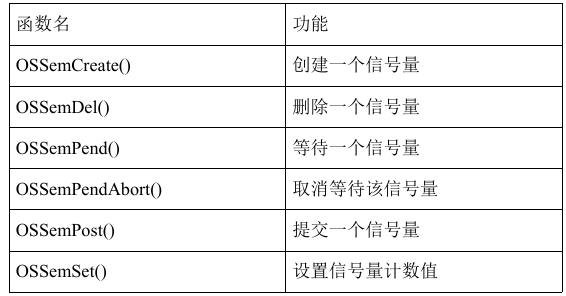 函数名 功能
OSSemCreate() 创建一个信号量
OSSemDel() 删除一个信号量
OSSemPend() 等待一个信号量
OSSemPendAbort() 取消等待该信号量
OSSemPost() 提交一个信号量
OSSemSet() 设置信号量计数值